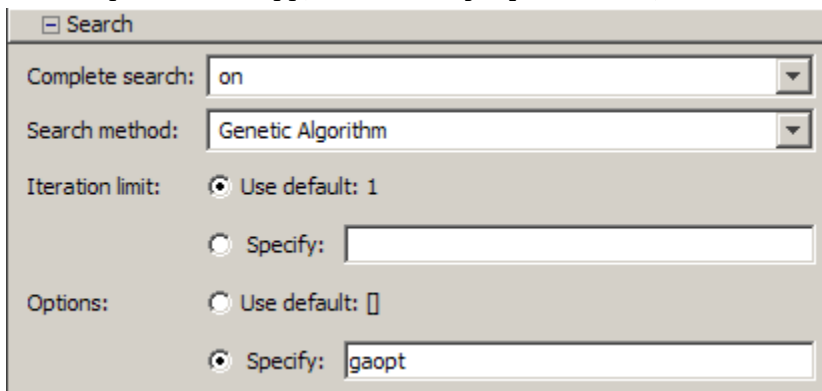 Search
Complete search: on
Search method: Genetic Algorithm
Iteration limit: Use default: 1
Specify:
Options: Use default: []
Specify: gaopt